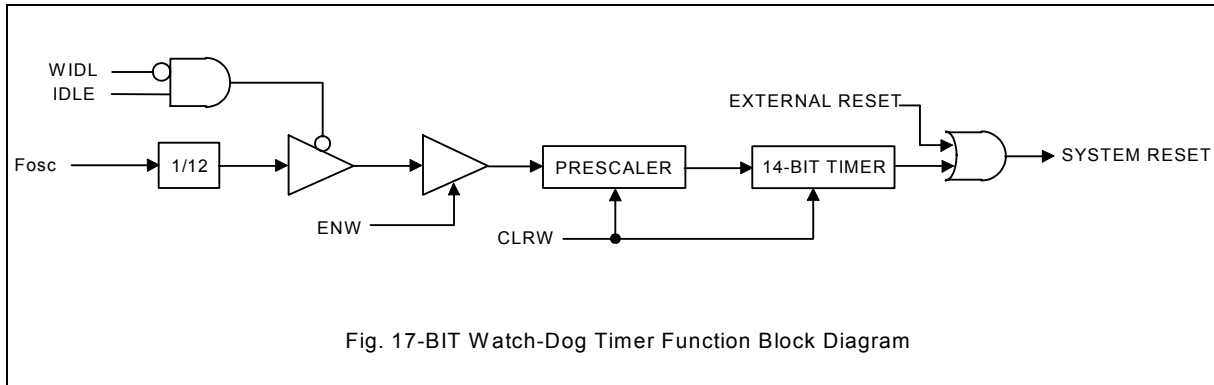 WIDL
IDLE
EXTERNAL RESET
Fosc
1/12
PRESCALER
14-BIT TIMER
SYSTEM RESET
ENW
CLRW
Fig. 17-BIT Watch-Dog Timer Function Block Diagram